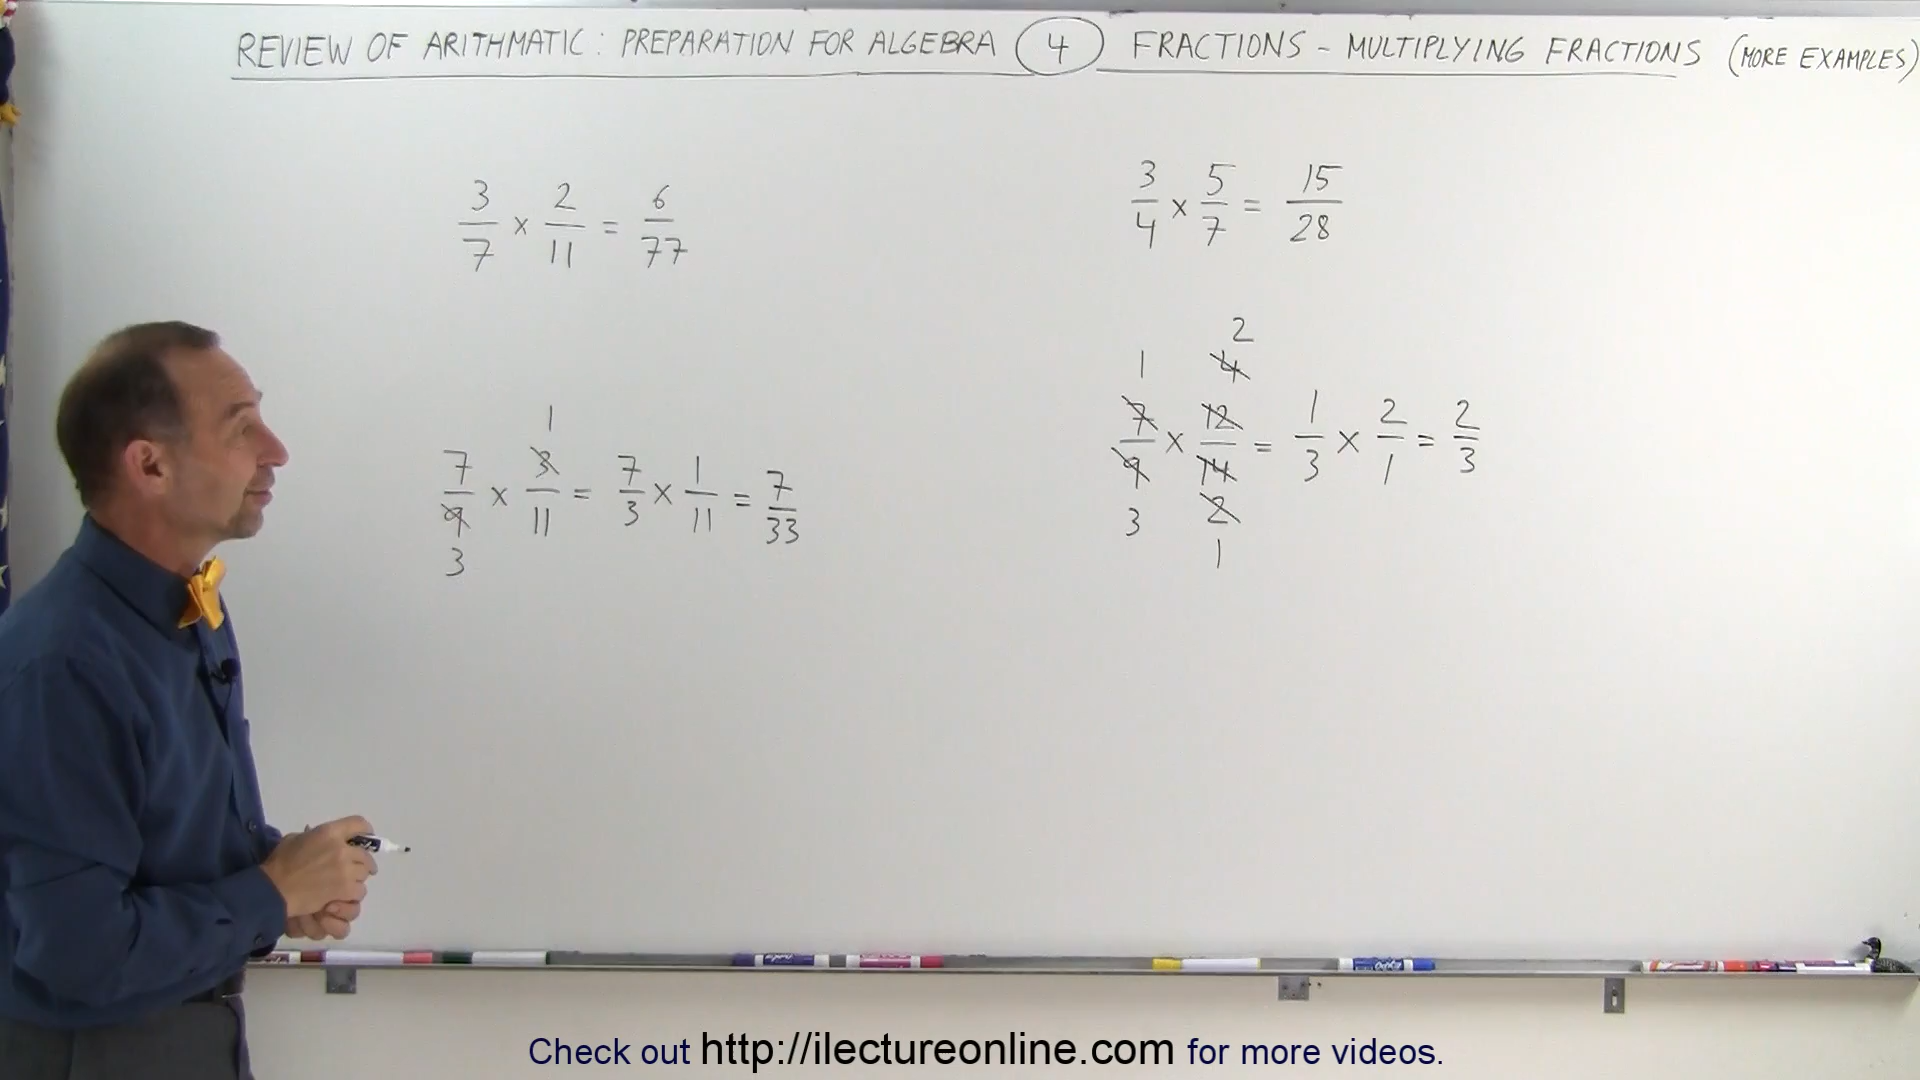 REVIEW OF ARITHMATIC: PREPARATION FOR ALGEBRA (4) FRACTIONS - MULTIPLYING FRACTIONS (MORE EXAMPLES)
3/7 × 2/11 = 6/77
3/4 × 5/7 = 15/28
1
7/9 × 3/11 = 7/3 × 1/11 = 7/33
3
2
1 4
7/9 × 12/14 = 1/3 × 2/1 = 2/3
3 2
1
Check out http://ilectureonline.com for more videos.